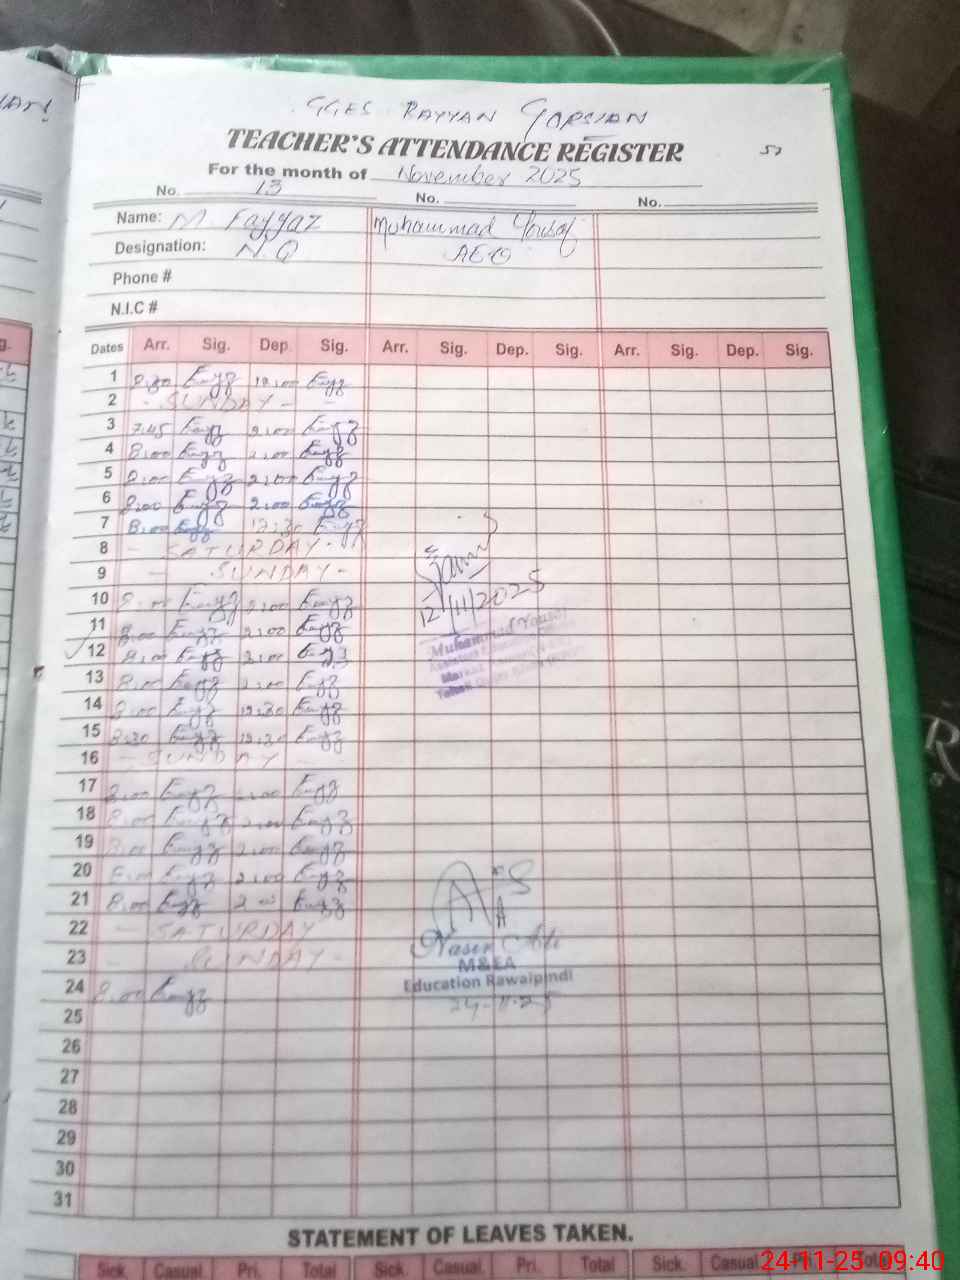 GGES RAYYAN GORSIAN
TEACHER'S ATTENDANCE REGISTER
57
For the month of November 2025
No. 13 No. No.
Name: M. Fayyaz Muhammad Yousaf
Designation: N.Q AEO
Phone #
N.I.C #
Dates Arr. Sig. Dep. Sig. Arr. Sig. Dep. Sig. Arr. Sig. Dep. Sig.
1 8.30 12.00
2 - SUNDAY -
3 7.45 2.00
4 8.00 2.00
5 8.00 2.00
6 8.00 2.00
7 8.00 12.30
8 - SATURDAY -
9 - SUNDAY -
10 8.00 2.00
12/11/2025
11 8.00 2.00
Muhammad Yousaf
12 8.00 2.00
13 8.00 2.00
14 8.00 12.30
15 8.30 12.30
16 - SUNDAY -
17 8.00 2.00
18 8.00 2.00
19 8.00 2.00
20 8.00 2.00
21 8.00 2.00
22 - SATURDAY
23 - SUNDAY -
Naser Ali
M&EA
Education Rawalpindi
24-11-25
24 8.00
25
26
27
28
29
30
31
STATEMENT OF LEAVES TAKEN.
Sick. Casual. Pri. Total Sick. Casual. Pri. Total Sick. Casual Pri. Total
24-11-25 09:40